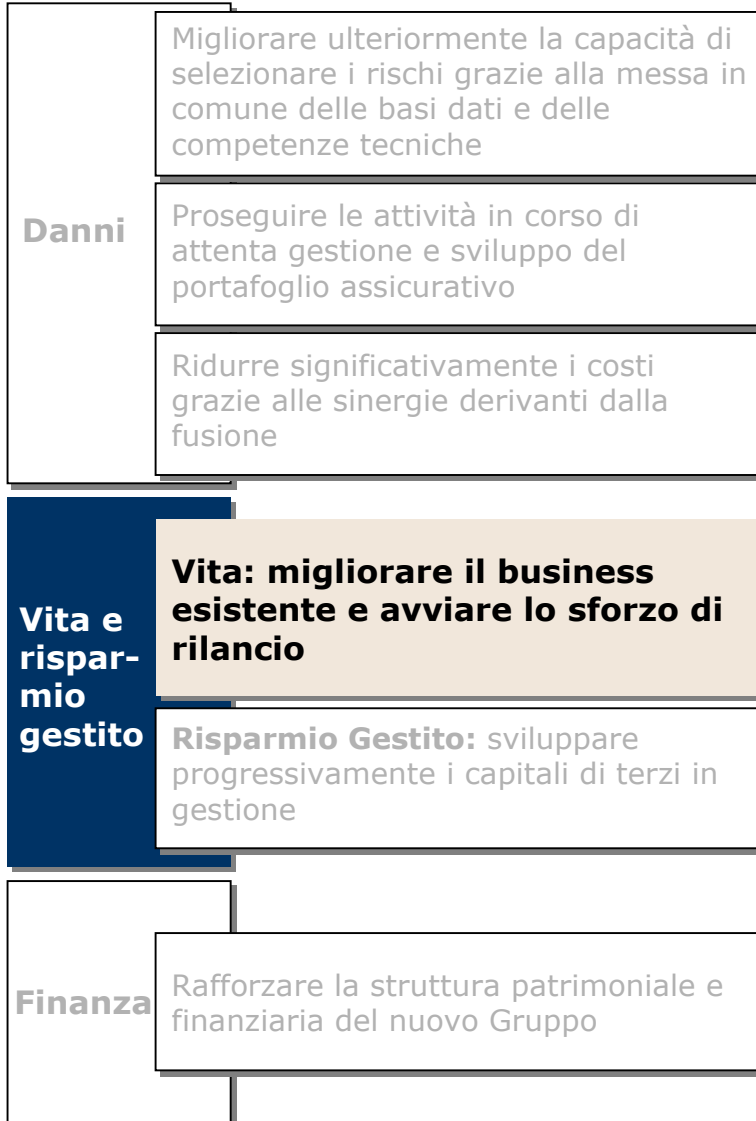 Danni
Migliorare ulteriormente la capacità di
selezionare i rischi grazie alla messa in
comune delle basi dati e delle
competenze tecniche
Proseguire le attività in corso di
attenta gestione e sviluppo del
portafoglio assicurativo
Ridurre significativamente i costi
grazie alle sinergie derivanti dalla
fusione
Vita e
rispar-
mio
gestito
Vita: migliorare il business
esistente e avviare lo sforzo di
rilancio
Risparmio Gestito: sviluppare
progressivamente i capitali di terzi in
gestione
Finanza
Rafforzare la struttura patrimoniale e
finanziaria del nuovo Gruppo